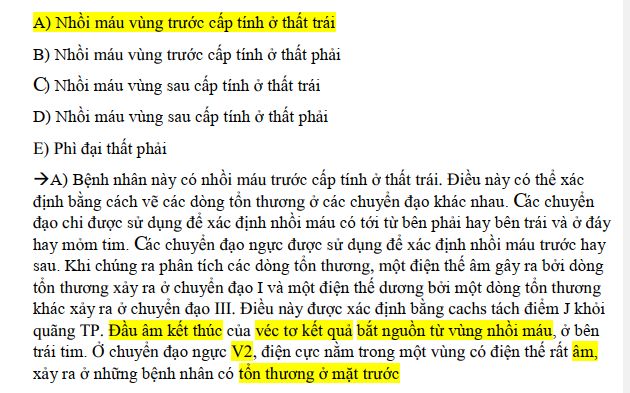 A) Nhồi máu vùng trước cấp tính ở thất trái
B) Nhồi máu vùng trước cấp tính ở thất phải
C) Nhồi máu vùng sau cấp tính ở thất trái
D) Nhồi máu vùng sau cấp tính ở thất phải
E) Phì đại thất phải
→A) Bệnh nhân này có nhồi máu trước cấp tính ở thất trái. Điều này có thể xác
định bằng cách vẽ các dòng tổn thương ở các chuyển đạo khác nhau. Các chuyển
đạo chi được sử dụng để xác định nhồi máu có tới từ bên phải hay bên trái và ở đáy
hay mỏm tim. Các chuyển đạo ngực được sử dụng để xác định nhồi máu trước hay
sau. Khi chúng ra phân tích các dòng tổn thương, một điện thế âm gây ra bởi dòng
tổn thương xảy ra ở chuyển đạo I và một điện thế dương bởi một dòng tổn thương
khác xảy ra ở chuyển đạo III. Điều này được xác định bằng cachs tách điểm J khỏi
quãng TP. Đầu âm kết thúc của véc tơ kết quả bắt nguồn từ vùng nhồi máu, ở bên
trái tim. Ở chuyển đạo ngực V2, điện cực nằm trong một vùng có điện thế rất âm,
xảy ra ở những bệnh nhân có tổn thương ở mặt trước